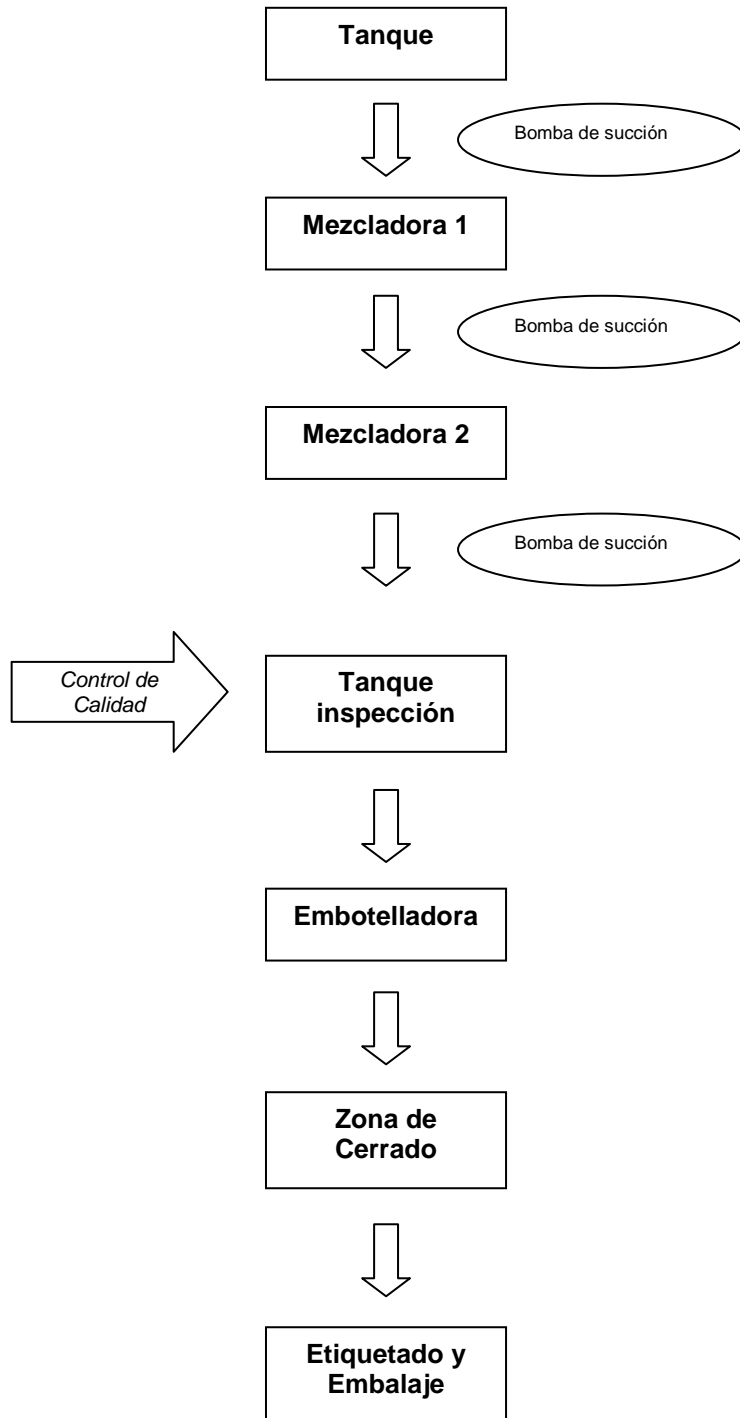 Tanque
Bomba de succión
Mezcladora 1
Bomba de succión
Mezcladora 2
Bomba de succión
Control de
Calidad
Tanque
inspección
Embotelladora
Zona de
Cerrado
Etiquetado y
Embalaje